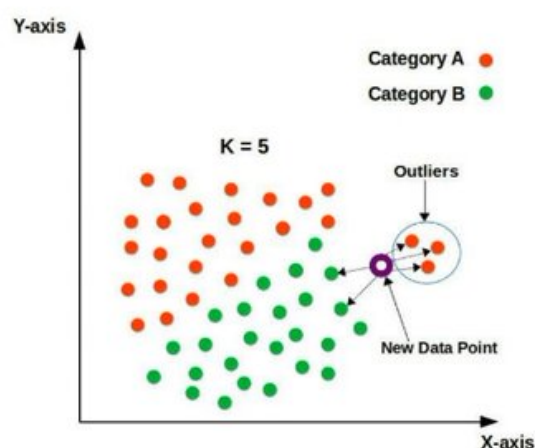 Y-axis
Category A
Category B
K = 5
Outliers
New Data Point
X-axis